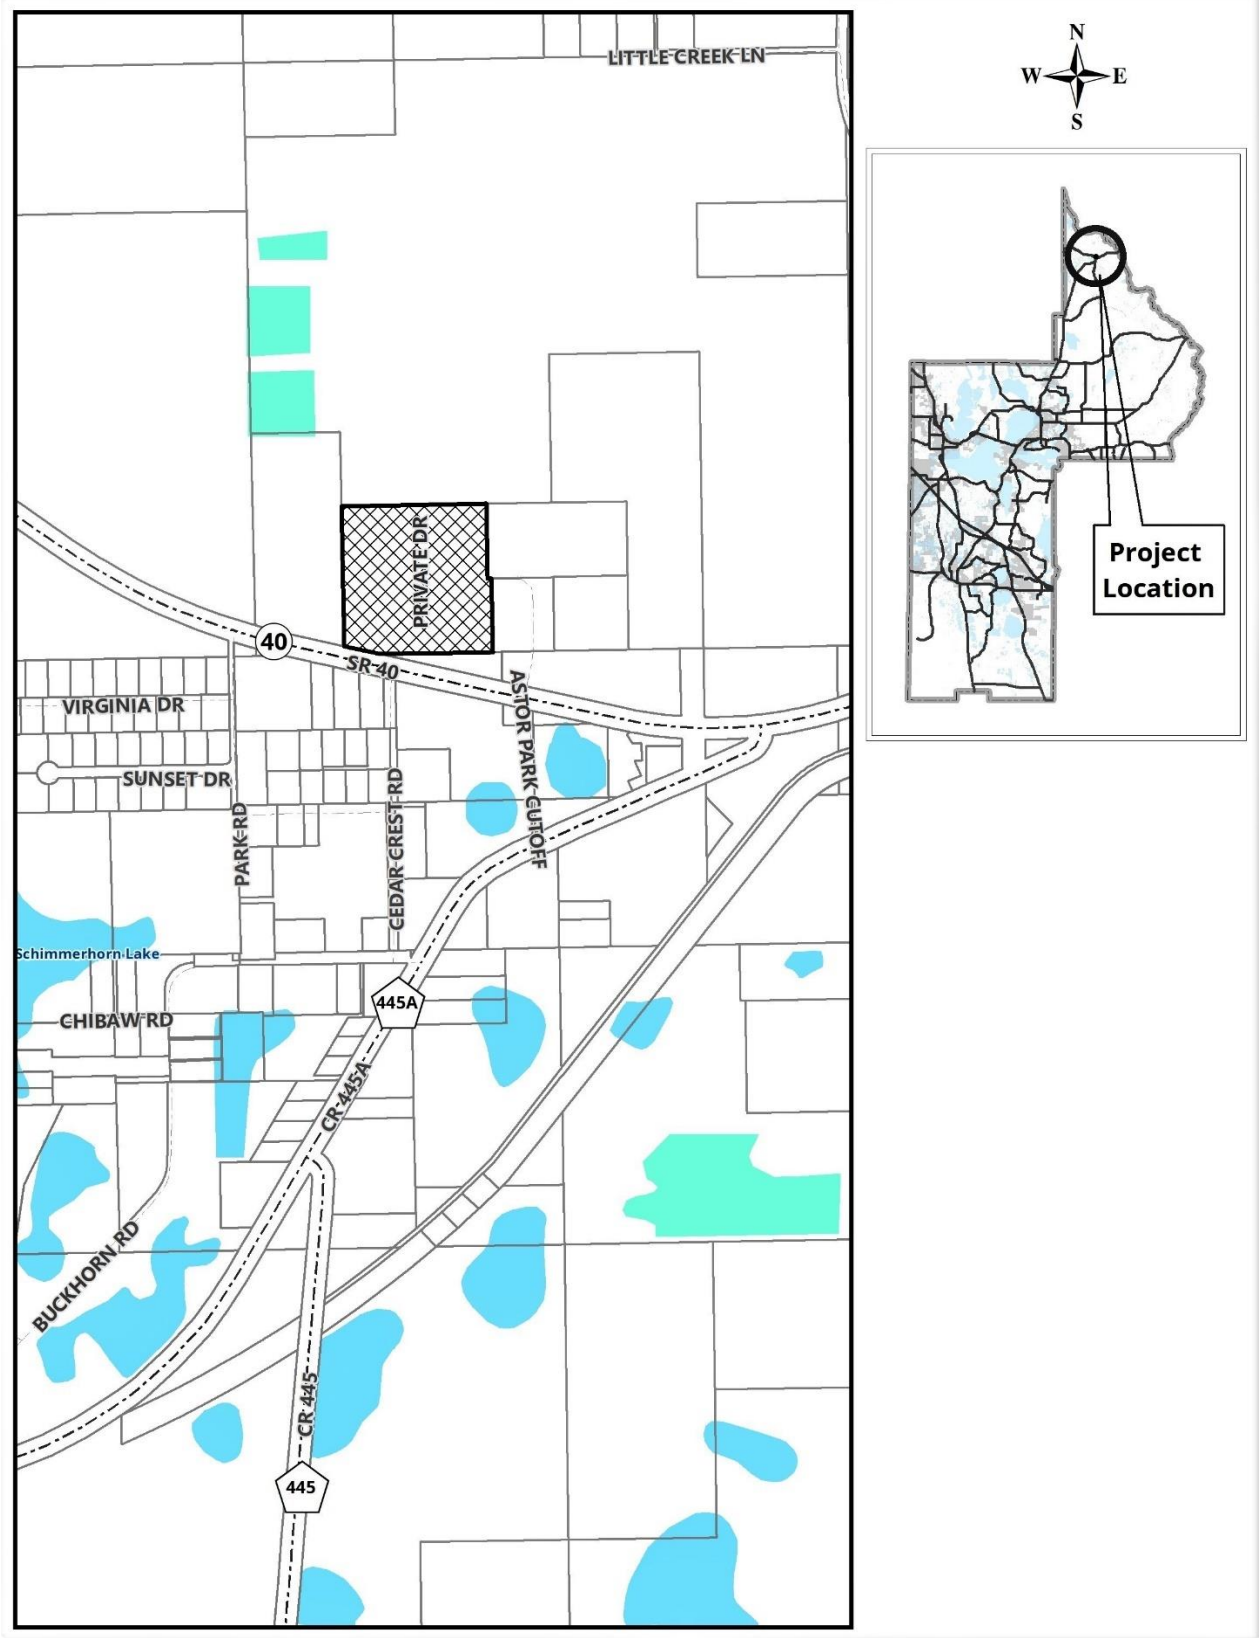 LITTLE CREEK LN
N
W
E
S
PRIVATE DR
40
SR 40
Project
Location
VIRGINIA DR
SUNSET DR
ASTOR PARK CUTOFF
PARK RD
CEDAR CREST RD
Schimmerhorn Lake
445A
CHIBAW RD
CR 445A
BUCKHORN RD
CR 445
445